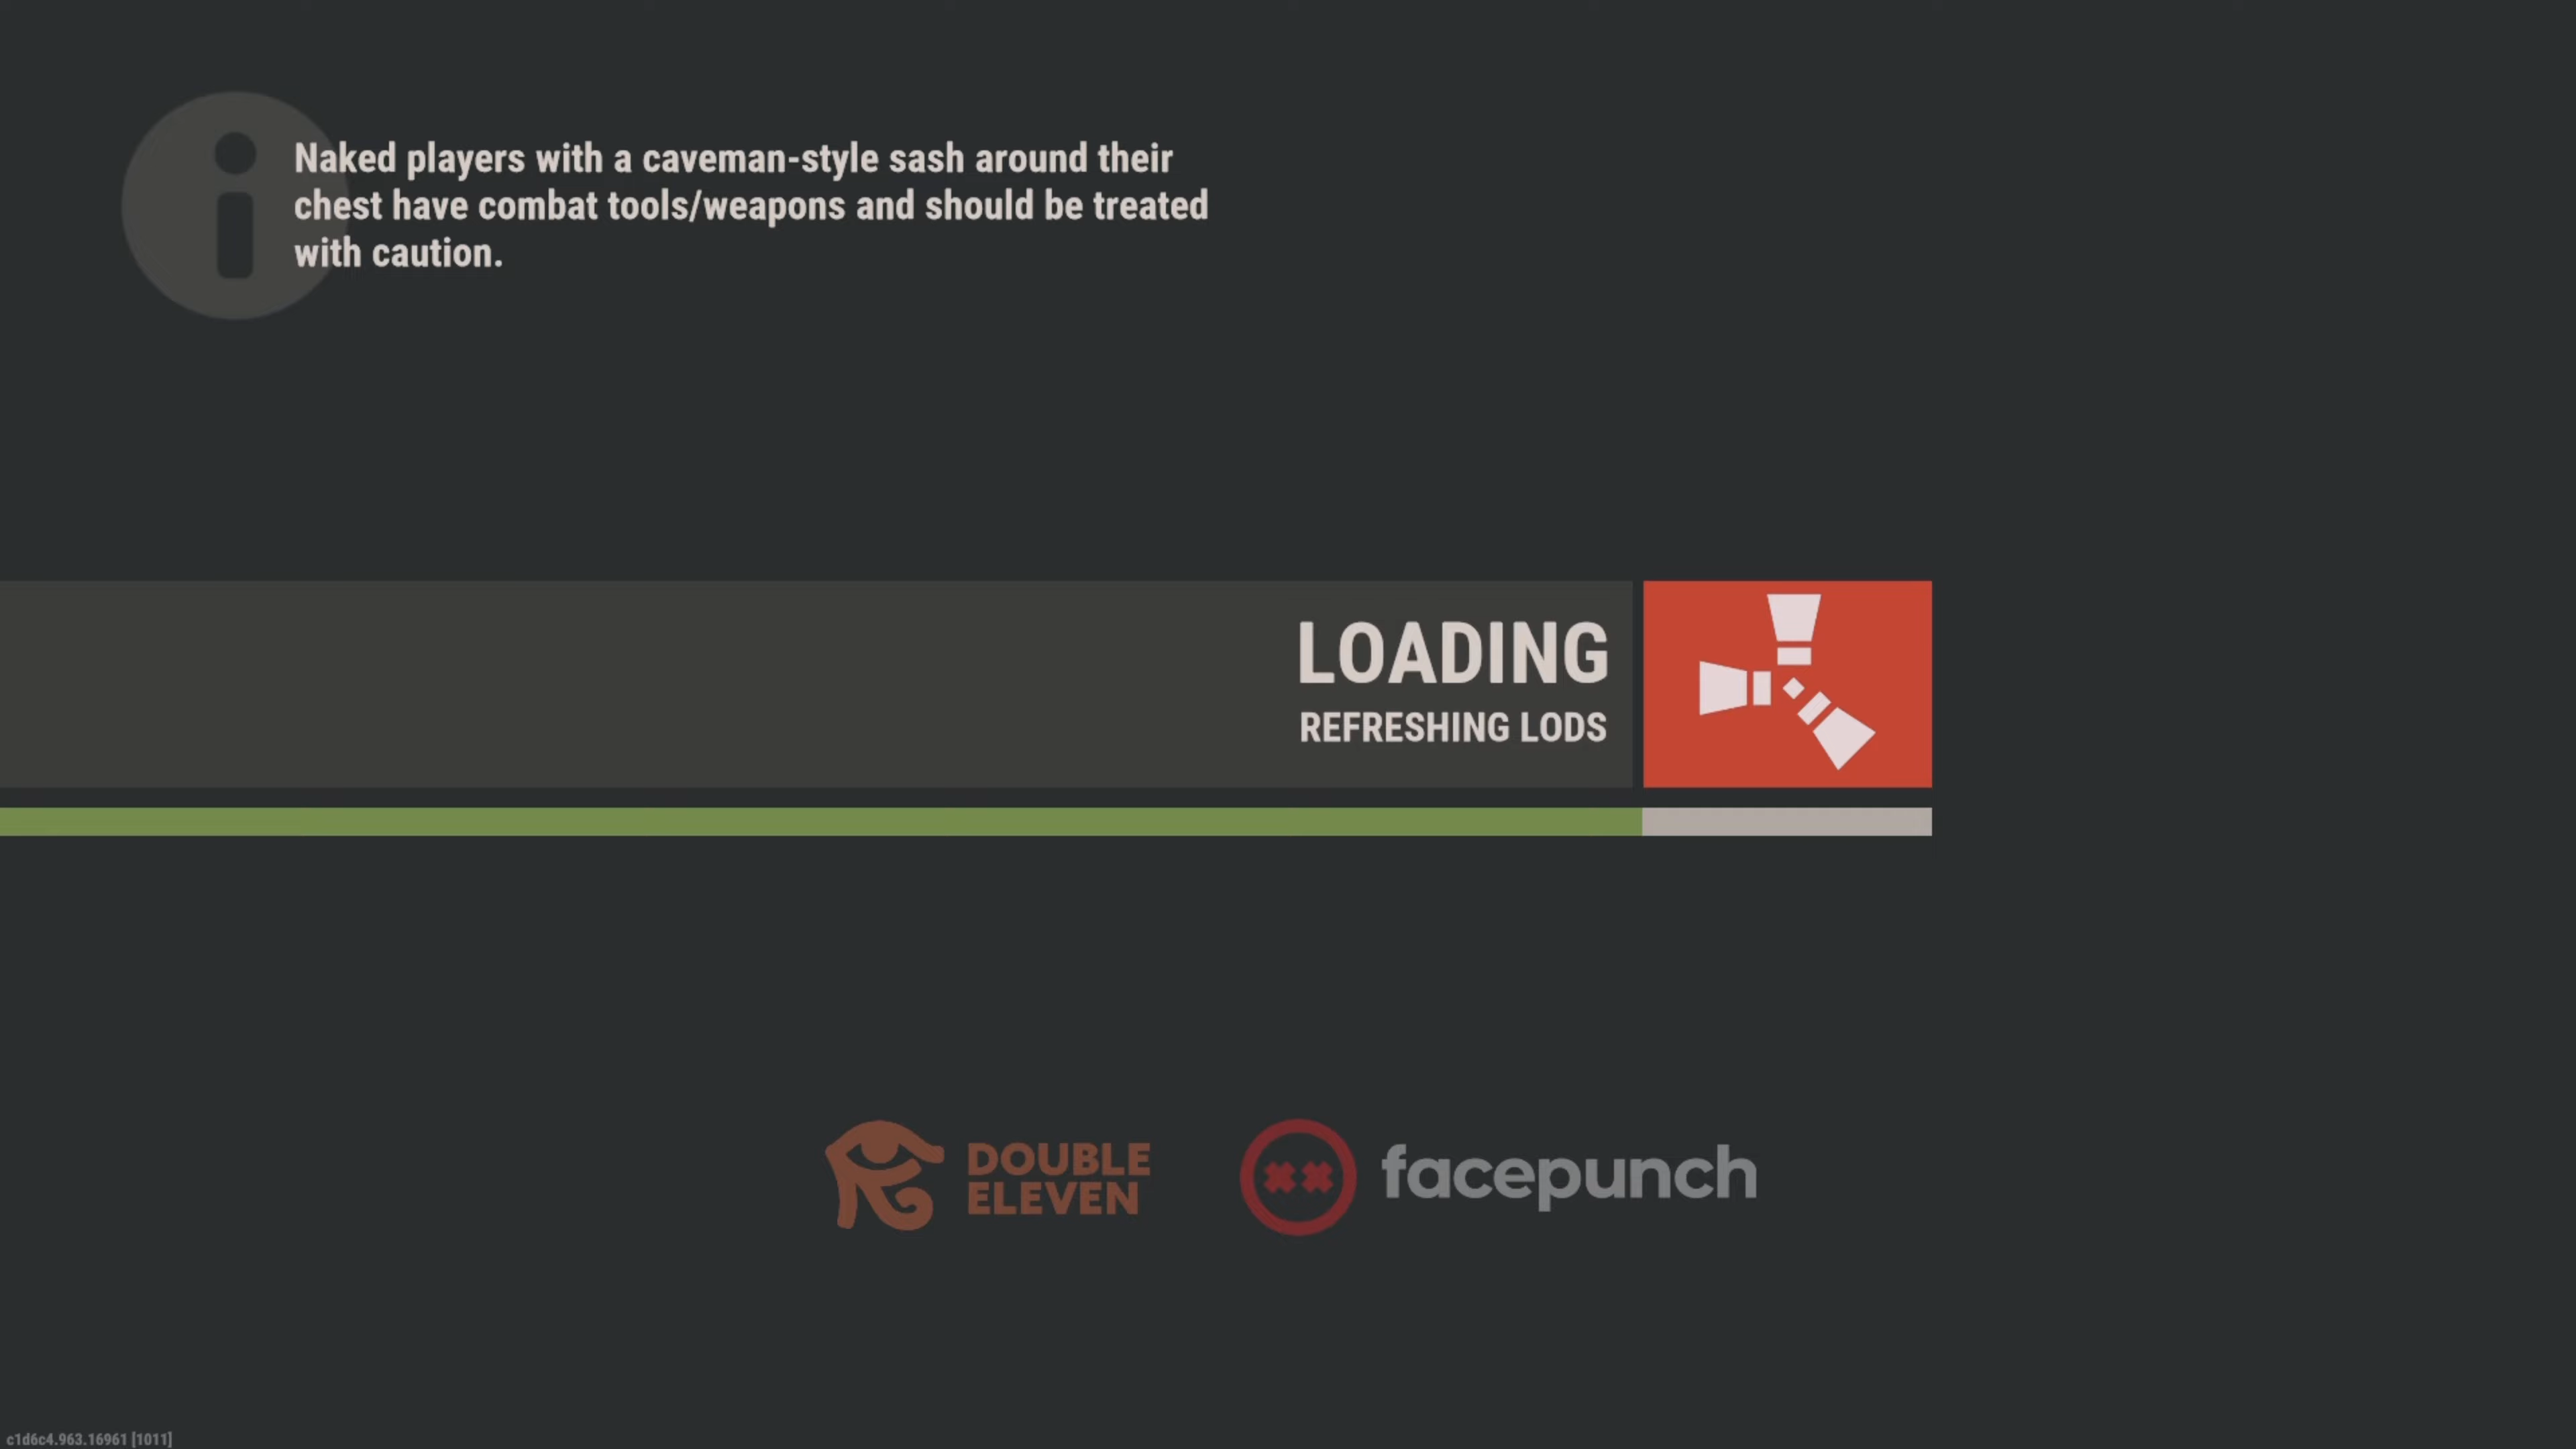 Naked players with a caveman-style sash around their
chest have combat tools/weapons and should be treated
with caution.
LOADING
REFRESHING LODS
DOUBLE
ELEVEN
facepunch
c1d6c4.963.16961 [1011]